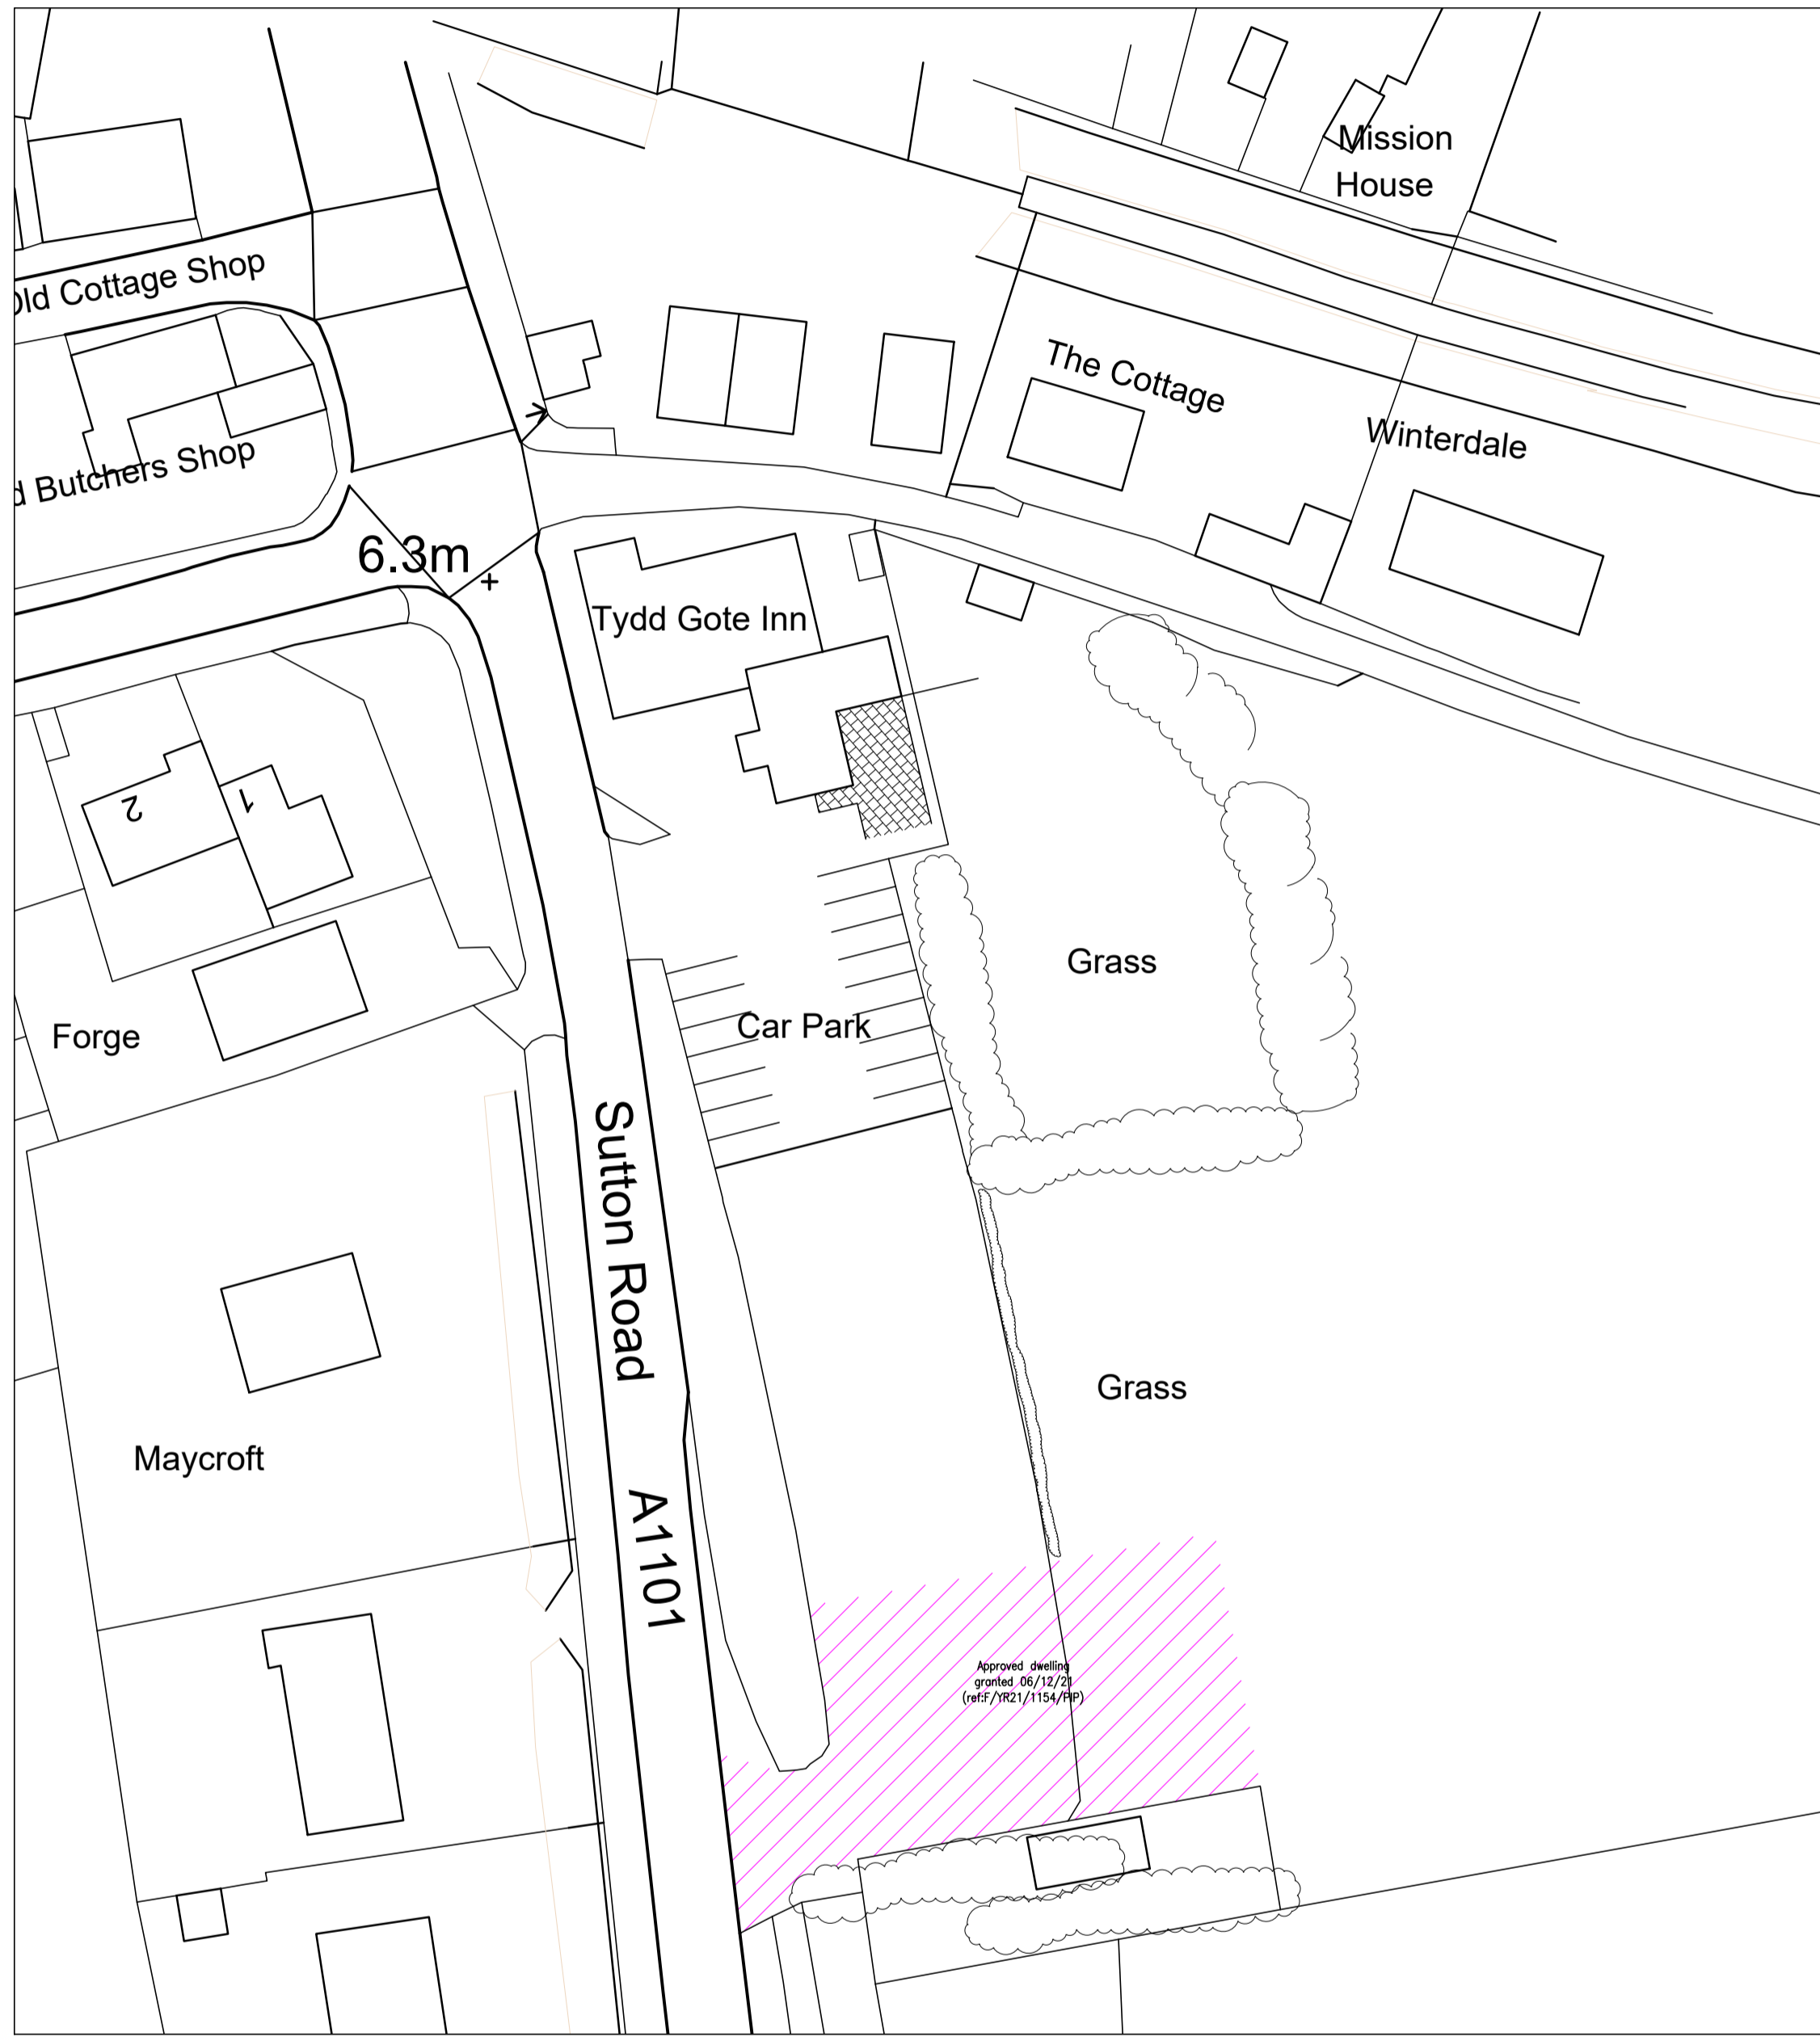 Mission
House
Old Cottage Shop
The Cottage
Winterdale
d Butchers Shop
6.3m
Tydd Gote Inn
2
1
Grass
Forge
Car Park
Sutton Road
Grass
Maycroft
A1101
Approved dwelling
granted 06/12/21
(ref:F/YR21/1154/PIP)